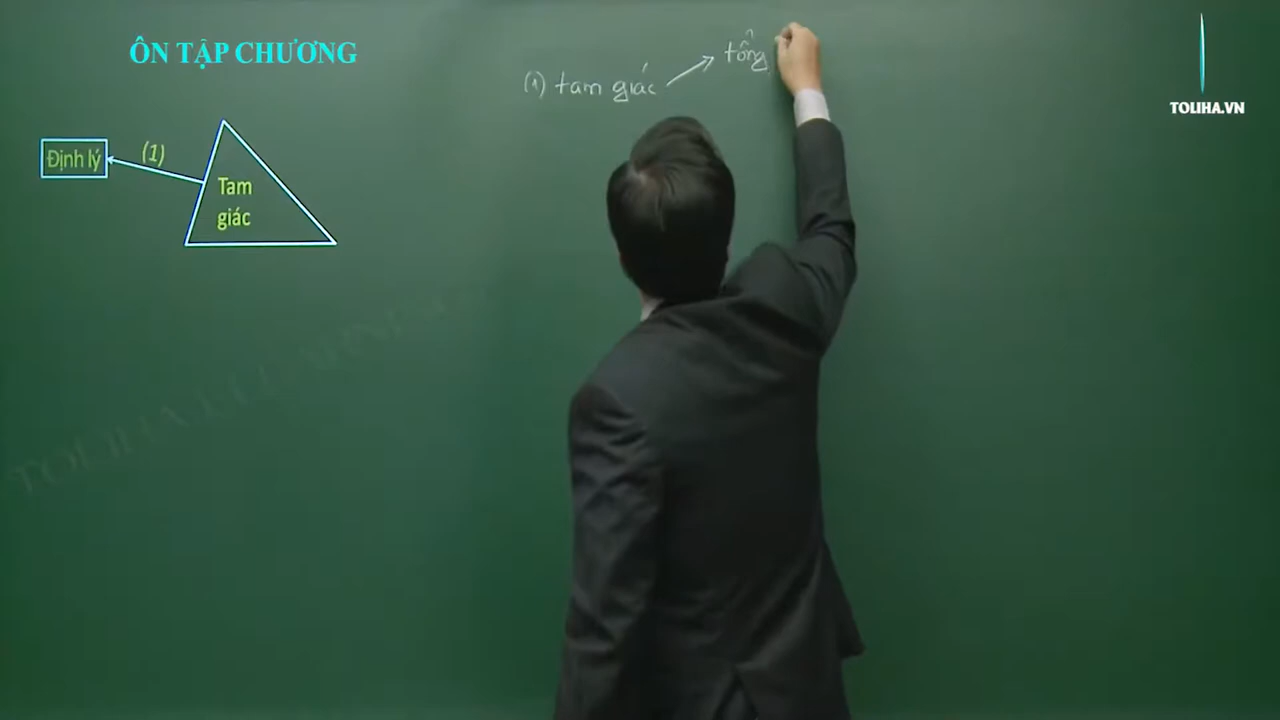 ÔN TẬP CHƯƠNG
TOLIHA.VN
(1) tam giác → tổng
Định lý
(1)
Tam
giác